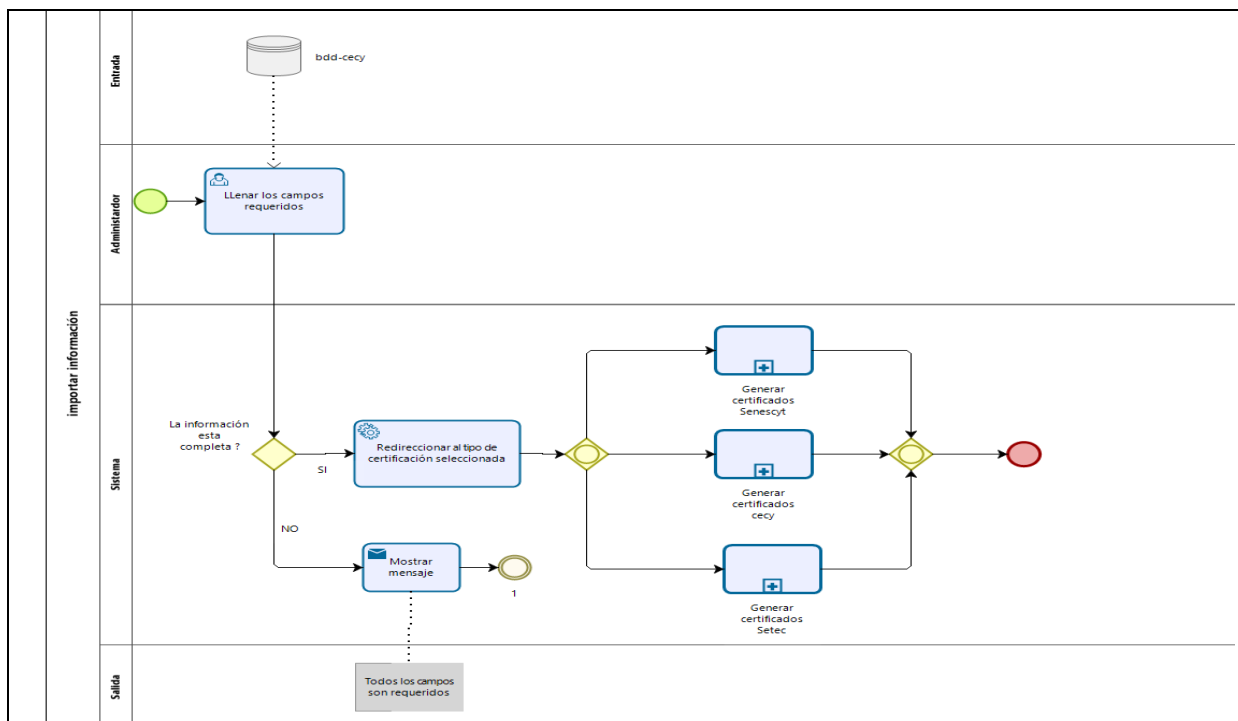 importar información
Entrada
bdd-cecy
Administardor
LLenar los campos
requeridos
Sistema
La información
esta
completa ?
SI
NO
Redireccionar al tipo de
certificación seleccionada
Generar
certificados
Senescyt
Generar
certificados
cecy
Generar
certificados
Setec
Mostrar
mensaje
1
Salida
Todos los campos
son requeridos